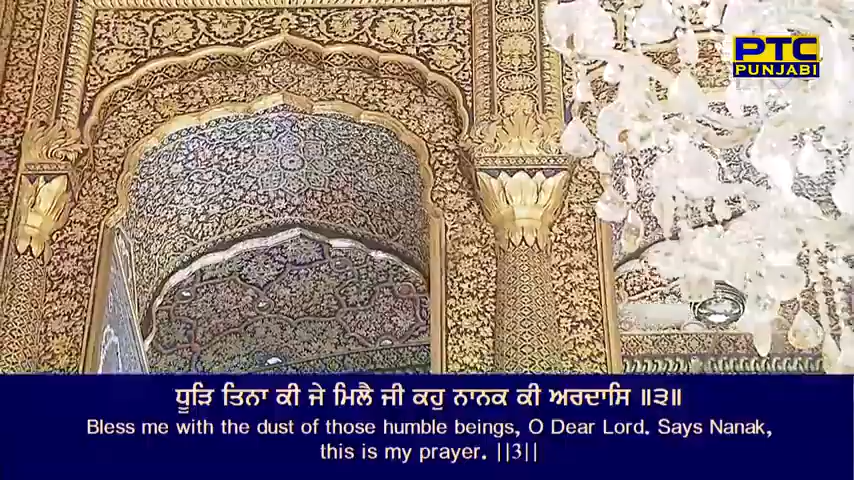 PTC
PUNJABI
ਧੂੜਿ ਤਿਨਾ ਕੀ ਜੇ ਮਿਲੈ ਜੀ ਕਹੁ ਨਾਨਕ ਕੀ ਅਰਦਾਸਿ ॥੩॥
Bless me with the dust of those humble beings, O Dear Lord. Says Nanak,
this is my prayer. ||3||